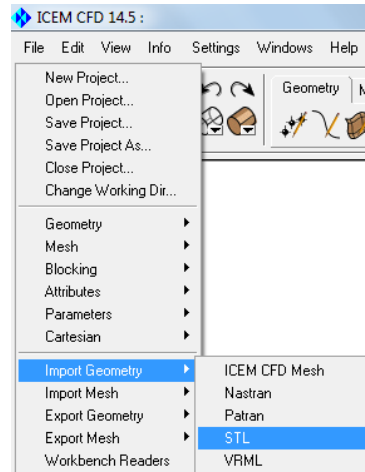 ICEM CFD 14.5 :
File Edit View Info Settings Windows Help
New Project...
Open Project...
Save Project...
Save Project As...
Close Project...
Change Working Dir...
Geometry
Mesh
Blocking
Attributes
Parameters
Cartesian
Import Geometry
Import Mesh
Export Geometry
Export Mesh
Workbench Readers
Geometry
ICEM CFD Mesh
Nastran
Patran
STL
VRML